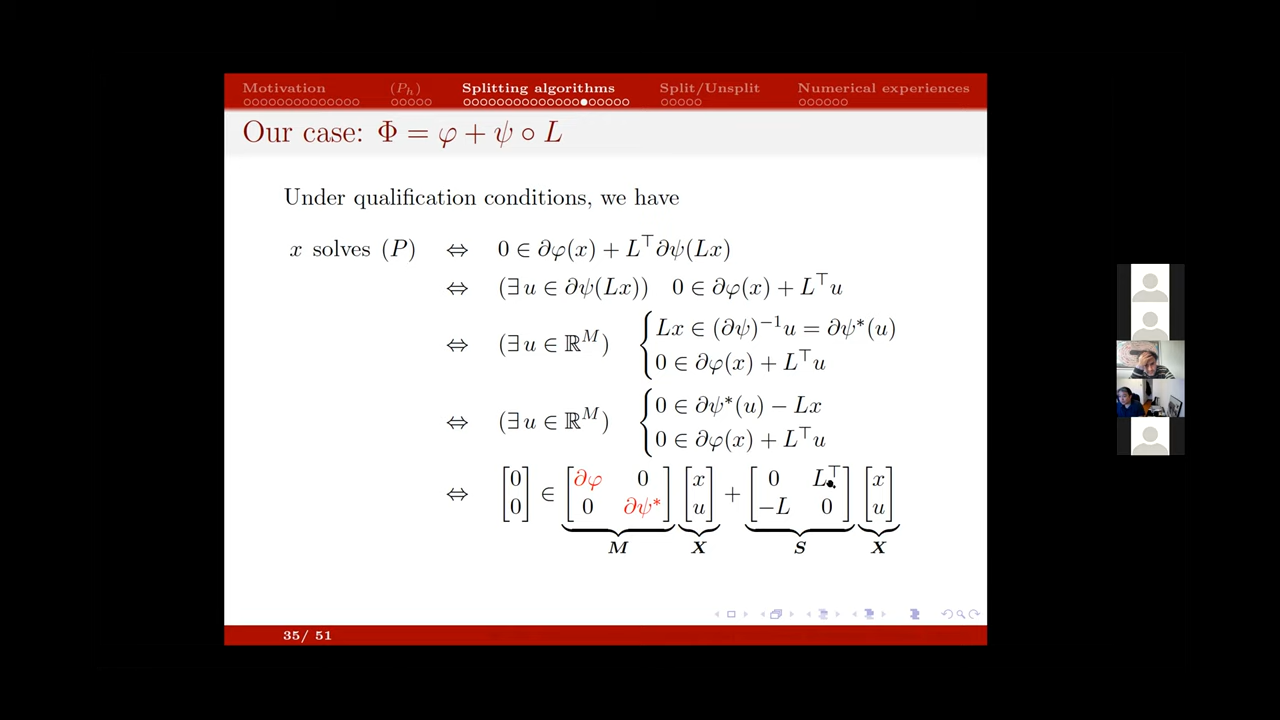 Motivation (P_h) Splitting algorithms Split/Unsplit Numerical experiences
Our case: Φ = φ + ψ ∘ L
Under qualification conditions, we have
x solves (P) ⇔ 0 ∈ ∂φ(x) + L^⊤∂ψ(Lx)
⇔ (∃ u ∈ ∂ψ(Lx)) 0 ∈ ∂φ(x) + L^⊤u
⇔ (∃ u ∈ ℝ^M) { Lx ∈ (∂ψ)^{−1}u = ∂ψ*(u)
0 ∈ ∂φ(x) + L^⊤u
⇔ (∃ u ∈ ℝ^M) { 0 ∈ ∂ψ*(u) − Lx
0 ∈ ∂φ(x) + L^⊤u
⇔ [0 0] ∈ [∂φ 0 0 ∂ψ*] [x u] + [0 L^⊤ −L 0] [x u]
M X S X
35/ 51